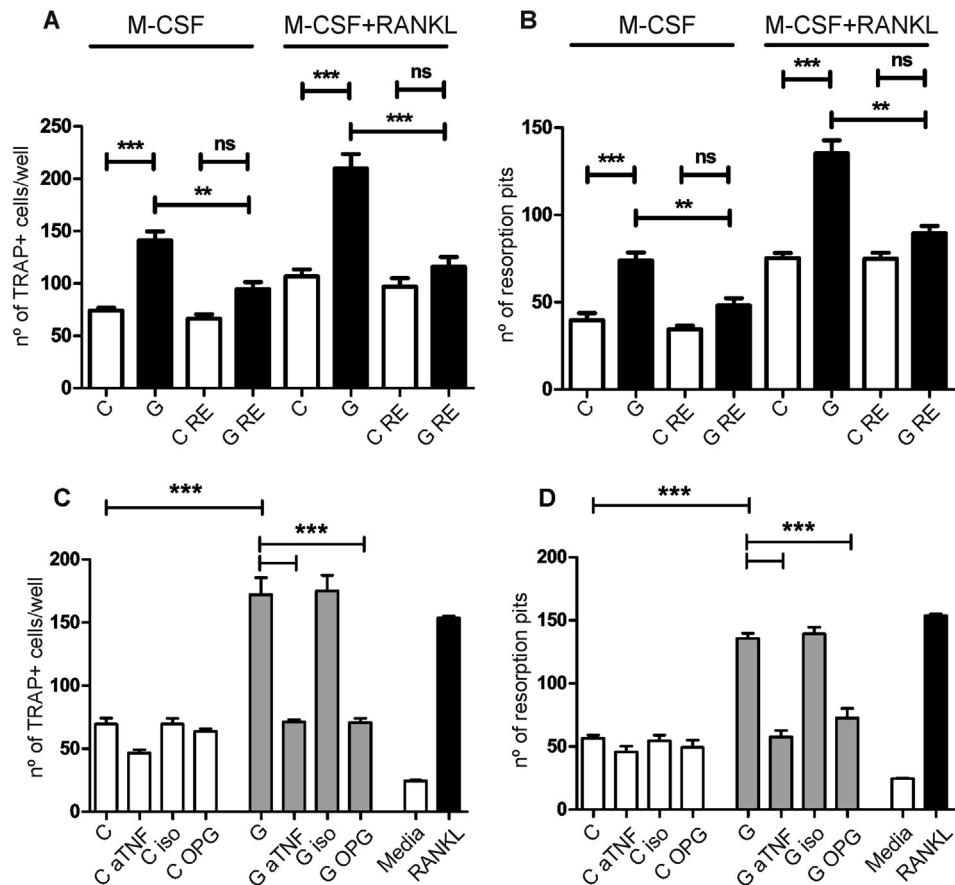 A
M-CSF
M-CSF+RANKL
*** ns
*** ns ***
**
nº of TRAP+ cells/well
250
200
150
100
50
0
C G C RE G RE C G C RE G RE
B
M-CSF
M-CSF+RANKL
*** ns
**
*** ns
**
nº of resorption pits
150
100
50
0
C G C RE G RE C G C RE G RE
C
***
***
nº of TRAP+ cells/well
200
150
100
50
0
C C aTNF C iso C OPG G G aTNF G iso G OPG Media RANKL
D
***
***
nº of resorption pits
200
150
100
50
0
C C aTNF C iso C OPG G G aTNF G iso G OPG Media RANKL